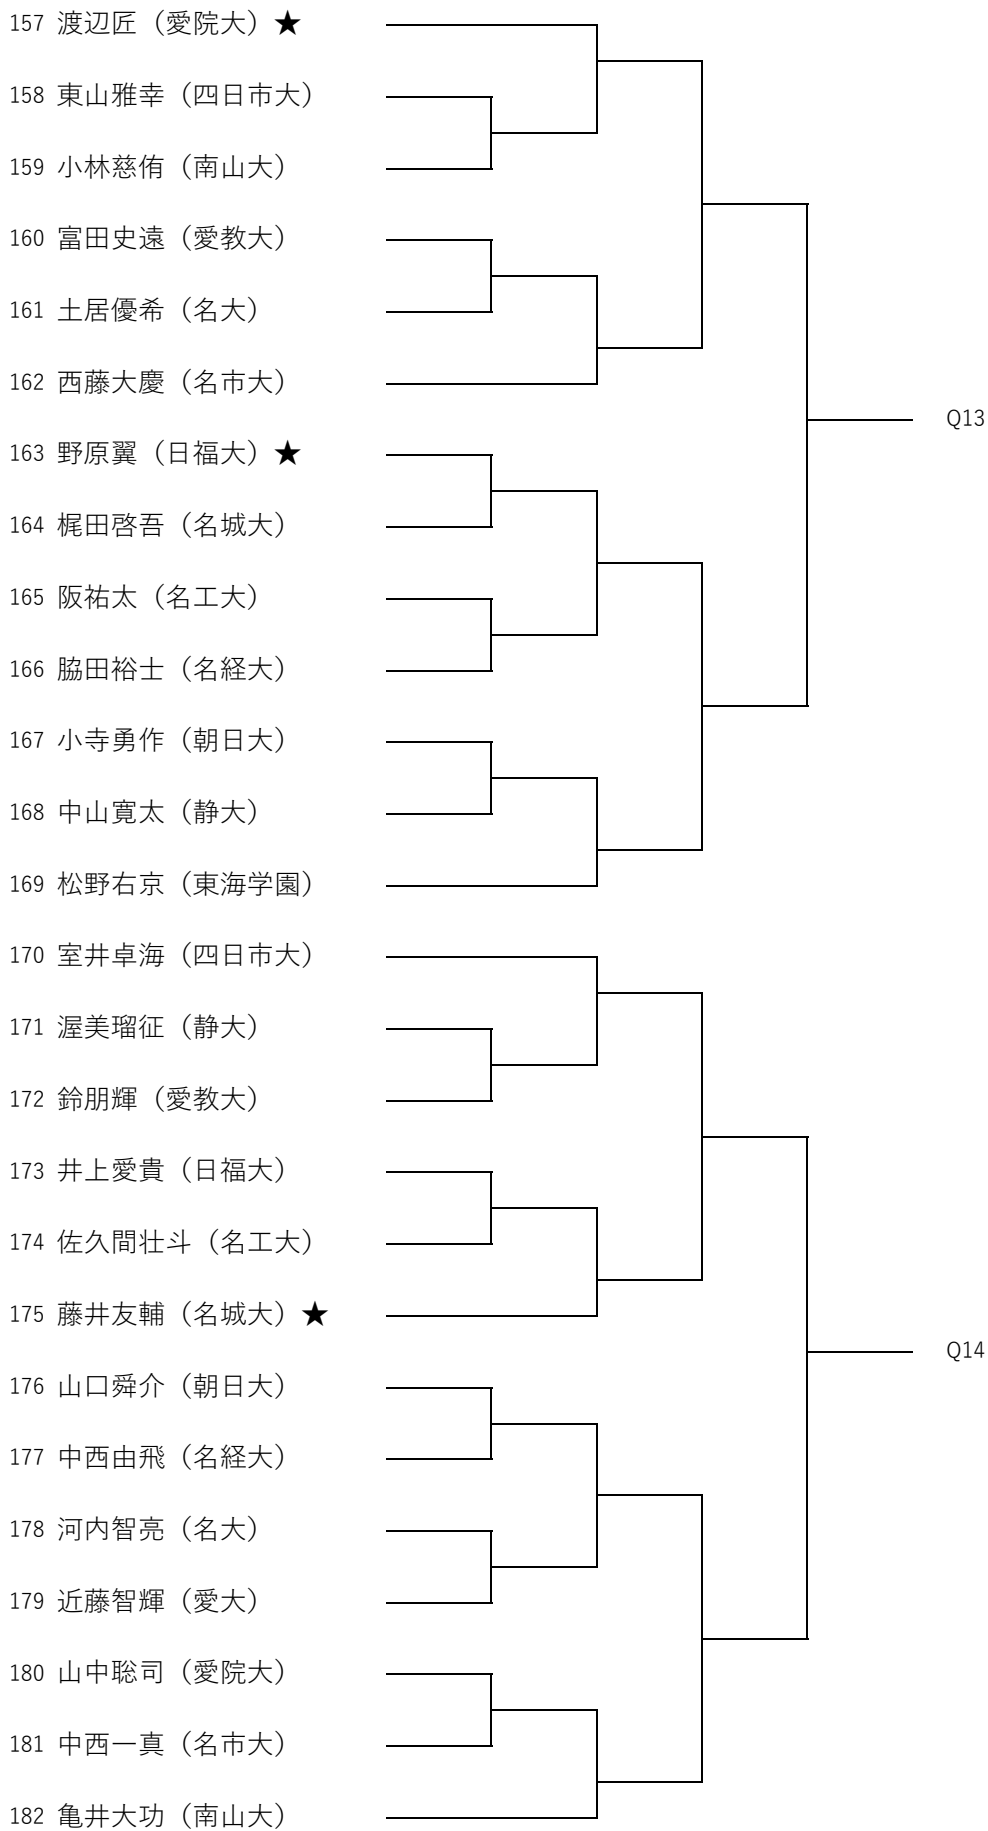 157 渡辺匠（愛院大）★
158 東山雅幸（四日市大）
159 小林慈侑（南山大）
160 富田史遠（愛教大）
161 土居優希（名大）
162 西藤大慶（名市大）
Q13
163 野原翼（日福大）★
164 梶田啓吾（名城大）
165 阪祐太（名工大）
166 脇田裕士（名経大）
167 小寺勇作（朝日大）
168 中山寛太（静大）
169 松野右京（東海学園）
170 室井卓海（四日市大）
171 渥美瑠征（静大）
172 鈴朋輝（愛教大）
173 井上愛貴（日福大）
174 佐久間壮斗（名工大）
175 藤井友輔（名城大）★
Q14
176 山口舜介（朝日大）
177 中西由飛（名経大）
178 河内智亮（名大）
179 近藤智輝（愛大）
180 山中聡司（愛院大）
181 中西一真（名市大）
182 亀井大功（南山大）